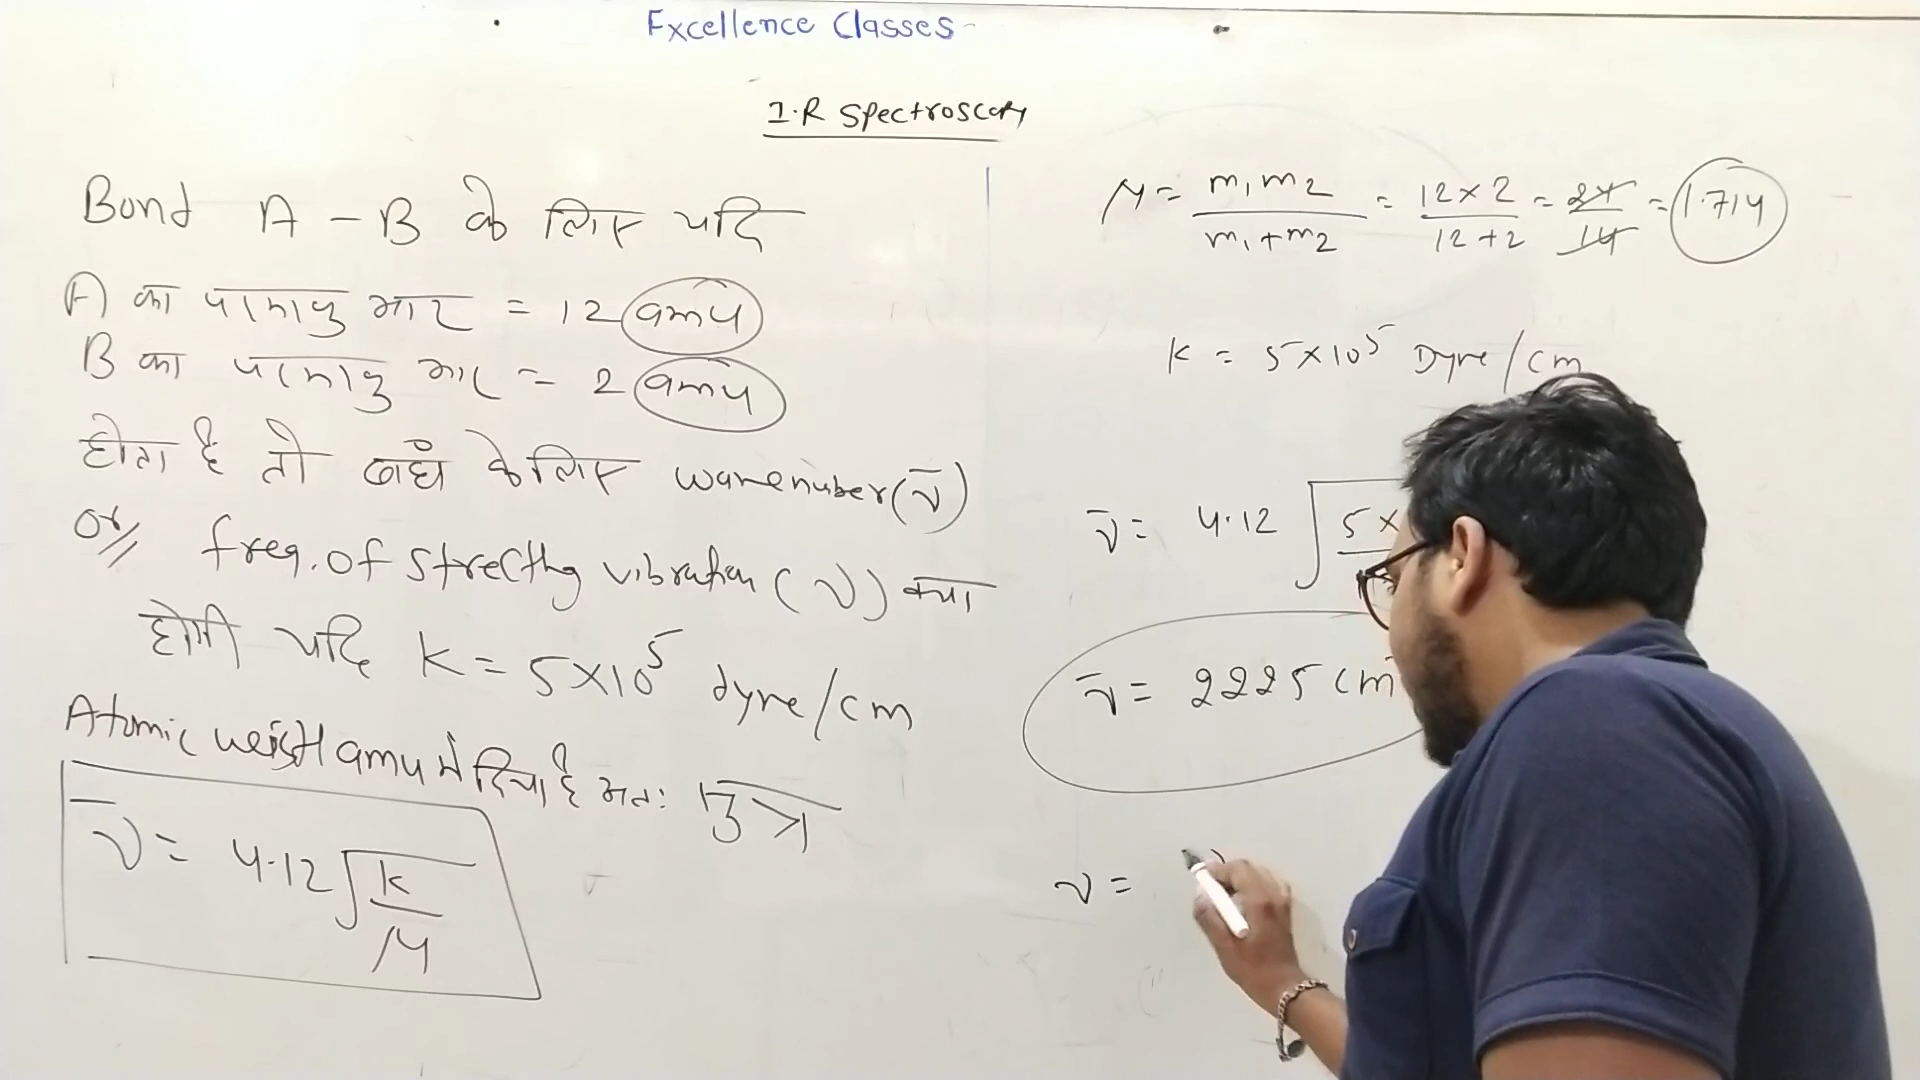 Excellence Classes
I.R Spectroscopy
Bond A - B के लिए यदि
A का परमाणु भार = 12 amu
B का परमाणु भार = 2 amu
होता है तो बंध के लिए wavenuber(ν̅)
or freq. of strecthg vibration (ν) क्या
होगी यदि k = 5×10⁵ dyne/cm
Atomic weight amu में दिया है अतः
ν̅ = 4.12 √(k/μ)
μ = m₁m₂/(m₁+m₂) = 12×2/(12+2) = 24/14 = 1.714
k = 5×10⁵ Dyne/cm
ν̅ = 4.12 √ 5×
ν̅ = 2225 cm
ν =